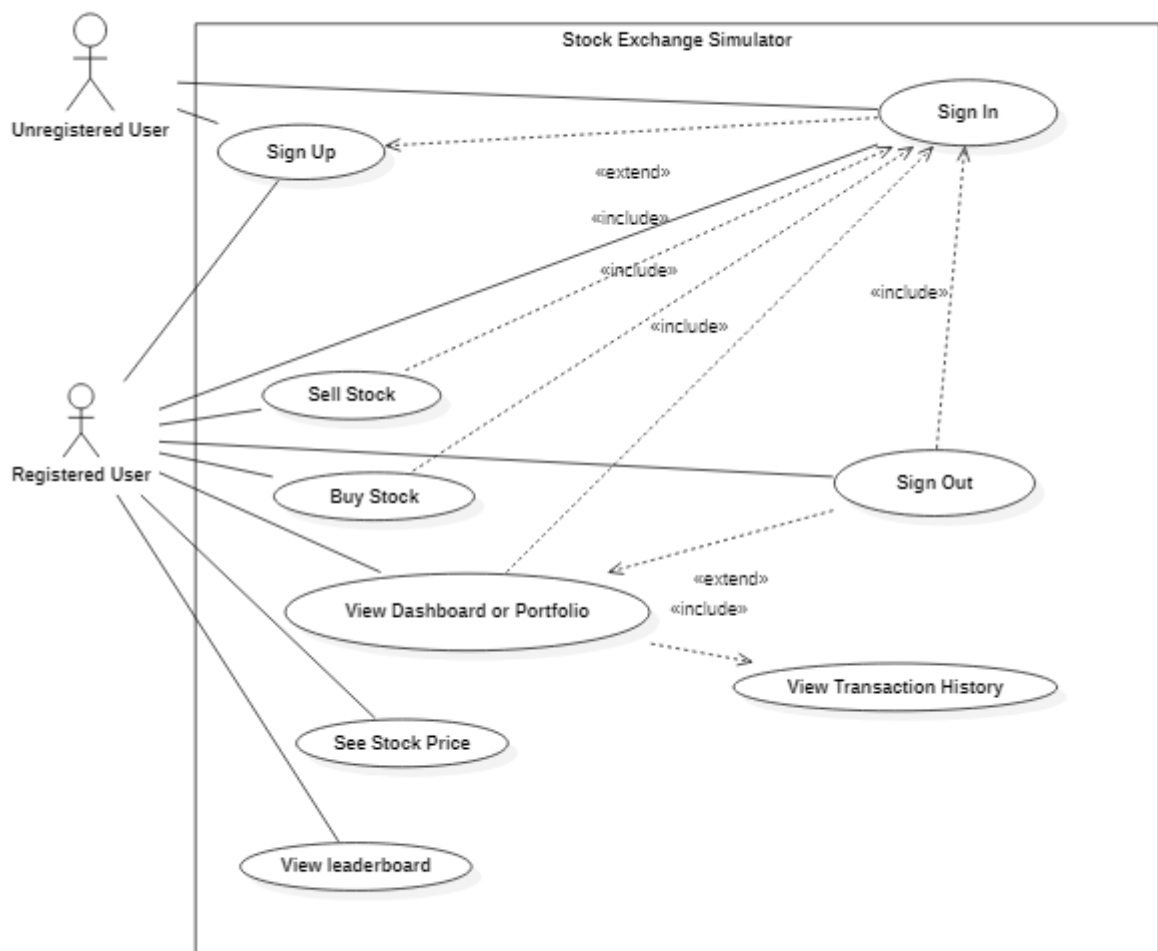 Stock Exchange Simulator
Unregistered User
Sign In
Sign Up
«extend»
«include»
«include»
«include»
«include»
Sell Stock
Registered User
Sign Out
Buy Stock
«extend»
View Dashboard or Portfolio
«include»
View Transaction History
See Stock Price
View leaderboard